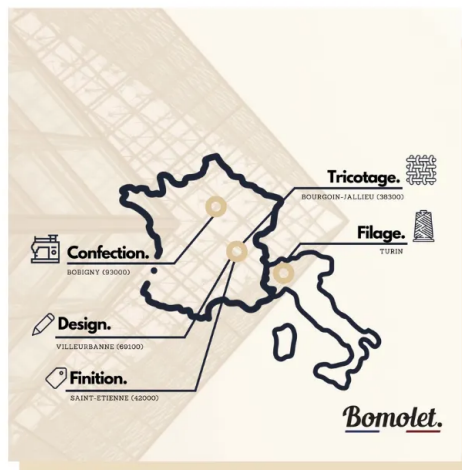 Tricotage.
BOURGOIN-JALLIEU (38300)
Filage.
TURIN
Confection.
BOBIGNY (93000)
Design.
VILLEURBANNE (69100)
Finition.
SAINT-ETIENNE (42000)
Bomolet.